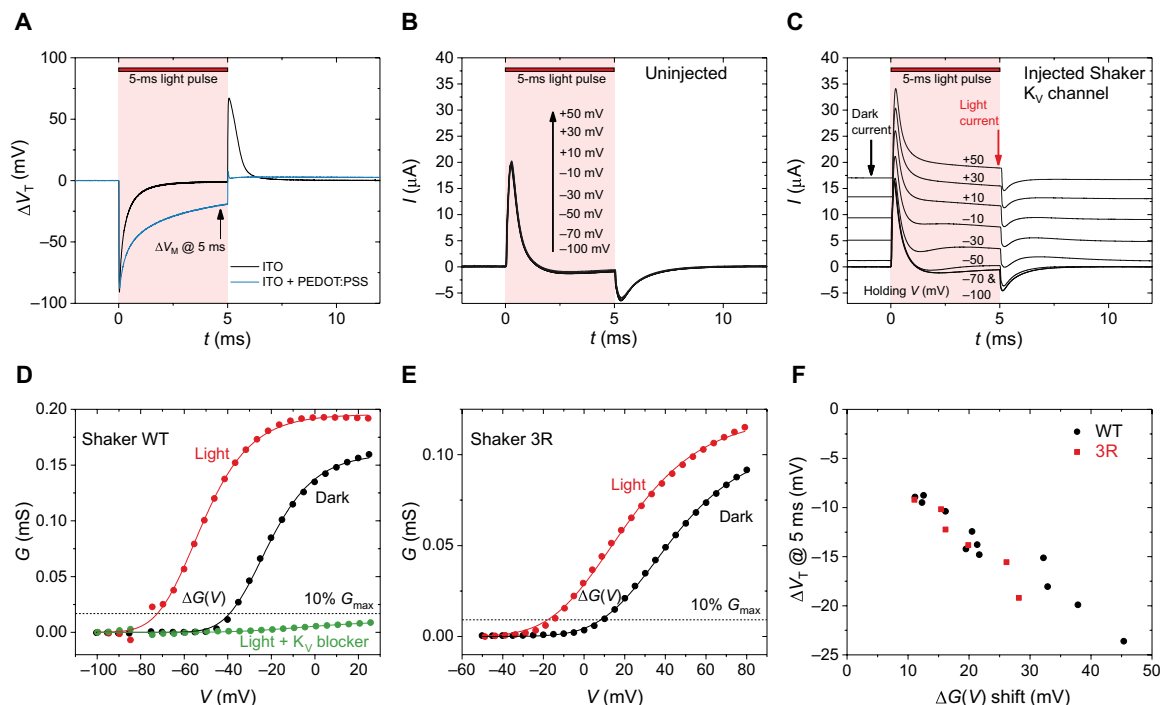 A
100
50
0
−50
−100
ΔV_T (mV)
5-ms light pulse
ΔV_M @ 5 ms
ITO
ITO + PEDOT:PSS
0 5 10
t (ms)
B
40
35
30
25
20
15
10
5
0
−5
I (μA)
5-ms light pulse
Uninjected
+50 mV
+30 mV
+10 mV
−10 mV
−30 mV
−50 mV
−70 mV
−100 mV
0 5 10
t (ms)
C
40
35
30
25
20
15
10
5
0
−5
I (μA)
5-ms light pulse
Injected Shaker
K_V channel
Dark
current
Light
current
+50
+30
+10
−10
−30
−50
−70 &
−100
Holding V (mV)
0 5 10
t (ms)
D
0.20
0.15
0.10
0.05
0.00
G (mS)
Shaker WT
Light
Dark
ΔG(V)
10% G_max
Light + K_V blocker
−100 −80 −60 −40 −20 0 20
V (mV)
E
0.10
0.05
0.00
G (mS)
Shaker 3R
Light
Dark
ΔG(V)
10% G_max
−40 −20 0 20 40 60 80
V (mV)
F
0
−5
−10
−15
−20
−25
ΔV_T @ 5 ms (mV)
WT
3R
0 10 20 30 40 50
ΔG(V) shift (mV)